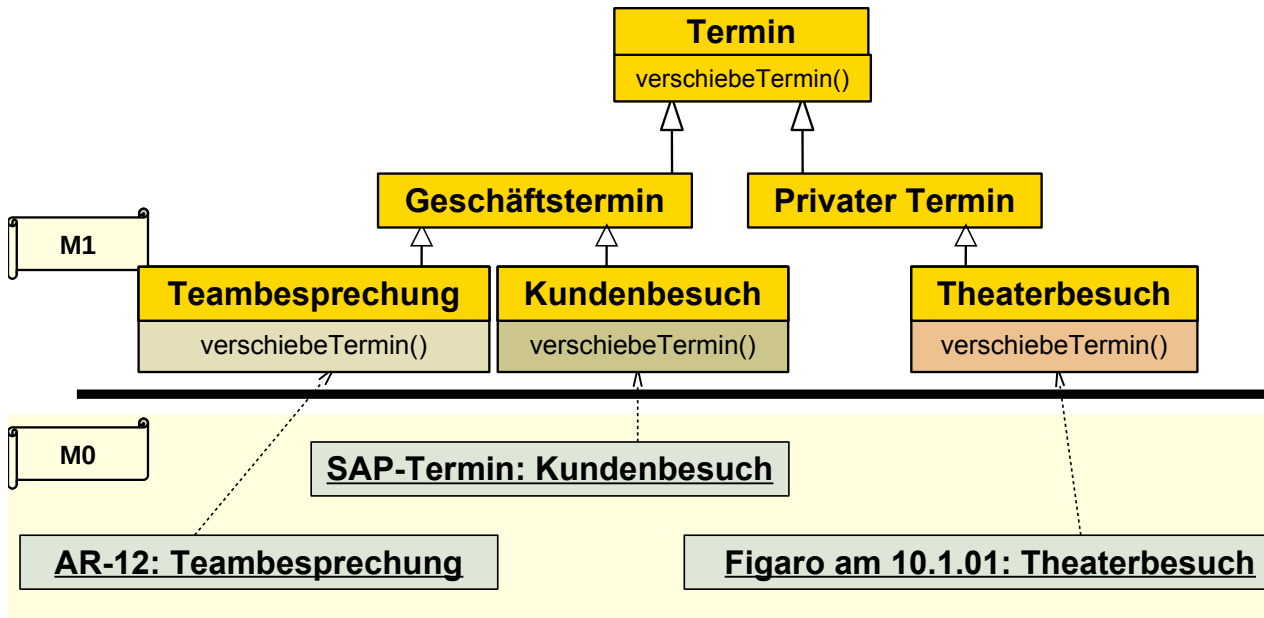 Termin
verschiebeTermin()
Geschäftstermin
Privater Termin
M1
Teambesprechung
Kundenbesuch
Theaterbesuch
verschiebeTermin()
verschiebeTermin()
verschiebeTermin()
M0
SAP-Termin: Kundenbesuch
AR-12: Teambesprechung
Figaro am 10.1.01: Theaterbesuch